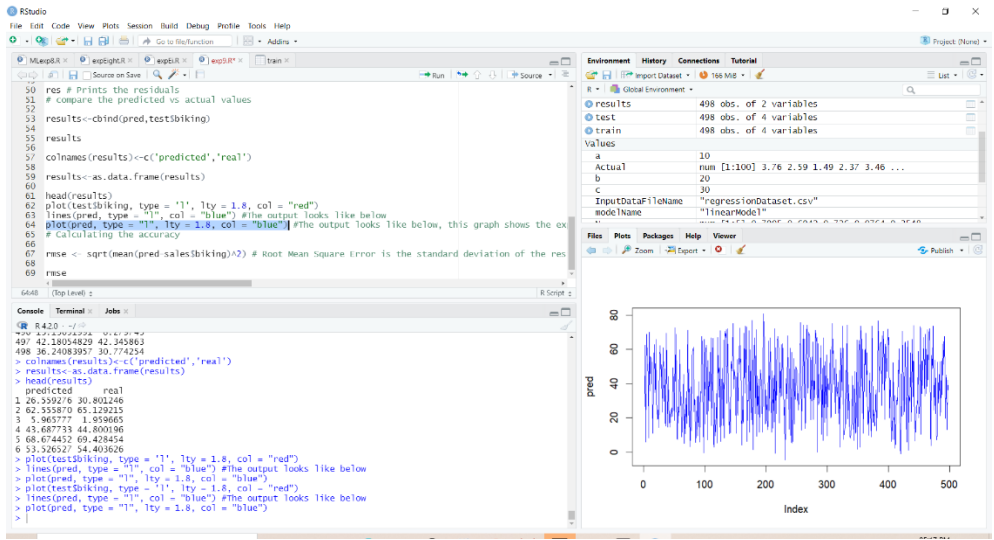 RStudio
File Edit Code View Plots Session Build Debug Profile Tools Help
Go to file/function Addins Project: (None)
MLexp8.R expEight.R expEi.R exp9.R* train
Source on Save Run Source
50 res # Prints the residuals
51 # compare the predicted vs actual values
52
53 results<-cbind(pred,test$biking)
54
55 results
56
57 colnames(results)<-c('predicted','real')
58
59 results<-as.data.frame(results)
60
61 head(results)
62 plot(test$biking, type = 'l', lty = 1.8, col = "red")
63 lines(pred, type = "l", col = "blue") #The output looks like below
64 plot(pred, type = "l", lty = 1.8, col = "blue") #The output looks like below, this graph shows the ex
65 # Calculating the accuracy
66
67 rmse <- sqrt(mean(pred-sales$biking)^2) # Root Mean Square Error is the standard deviation of the res
68
69 rmse
64:48 (Top Level) R Script
Console Terminal Jobs
R 4.2.0 · ~/
497 42.18054829 42.345863
498 36.24083957 30.774254
> colnames(results)<-c('predicted','real')
> results<-as.data.frame(results)
> head(results)
predicted real
1 26.559276 30.801246
2 62.555870 65.129215
3 5.965777 1.959665
4 43.687733 44.800196
5 68.674452 69.428454
6 53.526527 54.403626
> plot(test$biking, type = 'l', lty = 1.8, col = "red")
> lines(pred, type = "l", col = "blue") #The output looks like below
> plot(pred, type = "l", lty = 1.8, col = "blue")
> plot(test$biking, type = 'l', lty = 1.8, col = "red")
> lines(pred, type = "l", col = "blue") #The output looks like below
> plot(pred, type = "l", lty = 1.8, col = "blue")
>
Environment History Connections Tutorial
Import Dataset 166 MiB List
R Global Environment
results 498 obs. of 2 variables
test 498 obs. of 4 variables
train 498 obs. of 4 variables
Values
a 10
Actual num [1:100] 3.76 2.59 1.49 2.37 3.46 ...
b 20
c 30
InputDataFileName "regressionDataset.csv"
modelName "linearModel"
Files Plots Packages Help Viewer
Zoom Export Publish
pred
80
60
40
20
0
0 100 200 300 400 500
Index